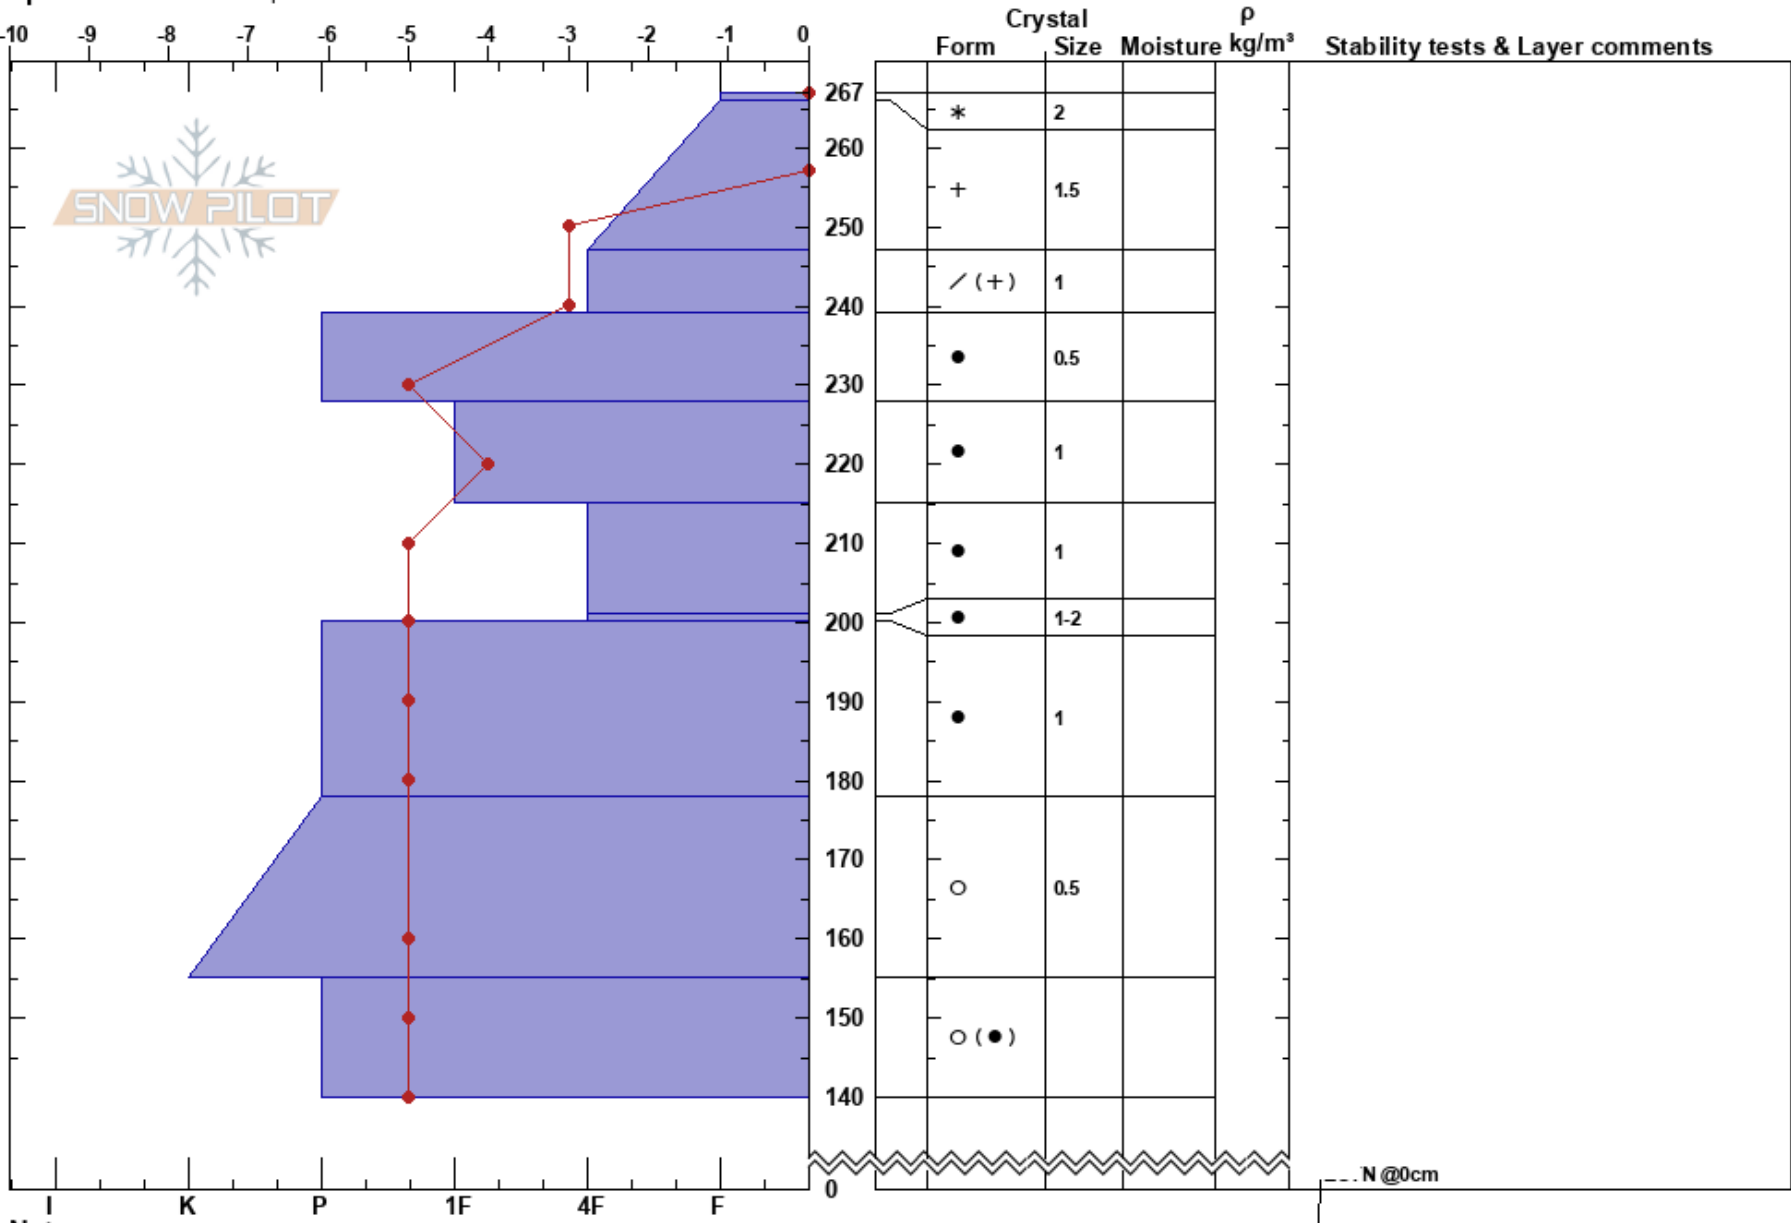 Crystal ρ
-10 -9 -8 -7 -6 -5 -4 -3 -2 -1 0 Form Size Moisture kg/m³ Stability tests & Layer comments
267
* 2
260
+ 1.5
SNOW PILOT
250
/ (+) 1
240
● 0.5
230
220 ● 1
210 ● 1
200 ● 1-2
190
● 1
180
170
○ 0.5
160
150
○ (●)
140
N @0cm
0
I K P 1F 4F F